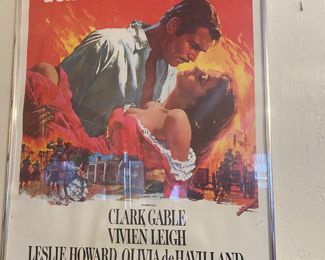 CLARK GABLE
VIVIEN LEIGH
LESLIE HOWARD OLIVIA de HAVILLAND